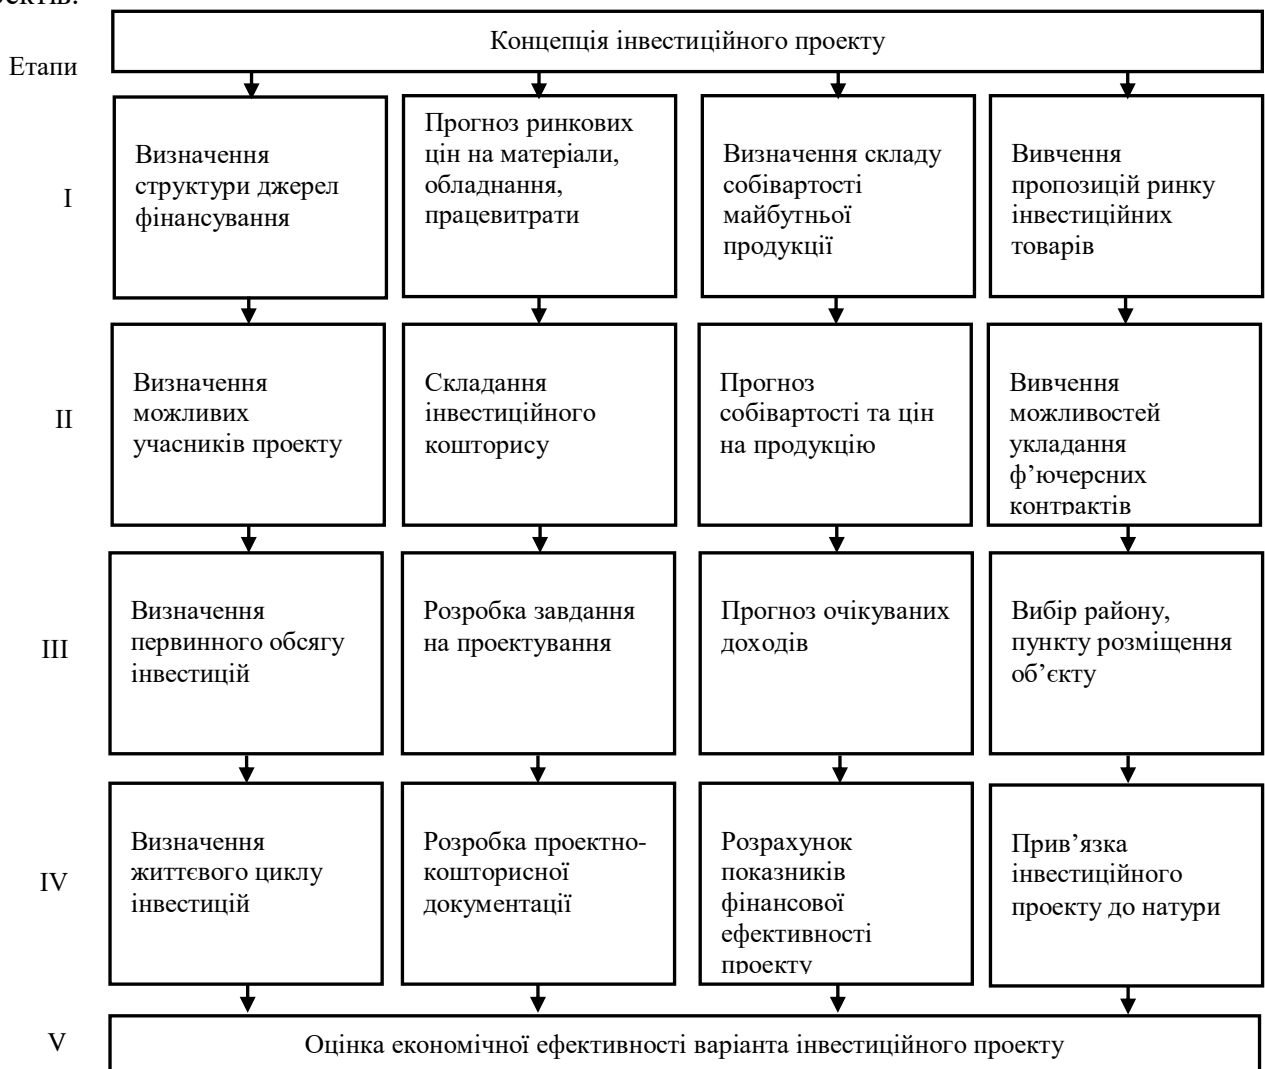 Концепція інвестиційного проекту
Етапи
I
Визначення
структури джерел
фінансування
Прогноз ринкових
цін на матеріали,
обладнання,
працевитрати
Визначення складу
собівартості
майбутньої
продукції
Вивчення
пропозицій ринку
інвестиційних
товарів
II
Визначення
можливих
учасників проекту
Складання
інвестиційного
кошторису
Прогноз
собівартості та цін
на продукцію
Вивчення
можливостей
укладання
ф’ючерсних
контрактів
III
Визначення
первинного обсягу
інвестицій
Розробка завдання
на проектування
Прогноз очікуваних
доходів
Вибір району,
пункту розміщення
об’єкту
IV
Визначення
життєвого циклу
інвестицій
Розробка проектно-
кошторисної
документації
Розрахунок
показників
фінансової
ефективності
проекту
Прив’язка
інвестиційного
проекту до натури
V
Оцінка економічної ефективності варіанта інвестиційного проекту